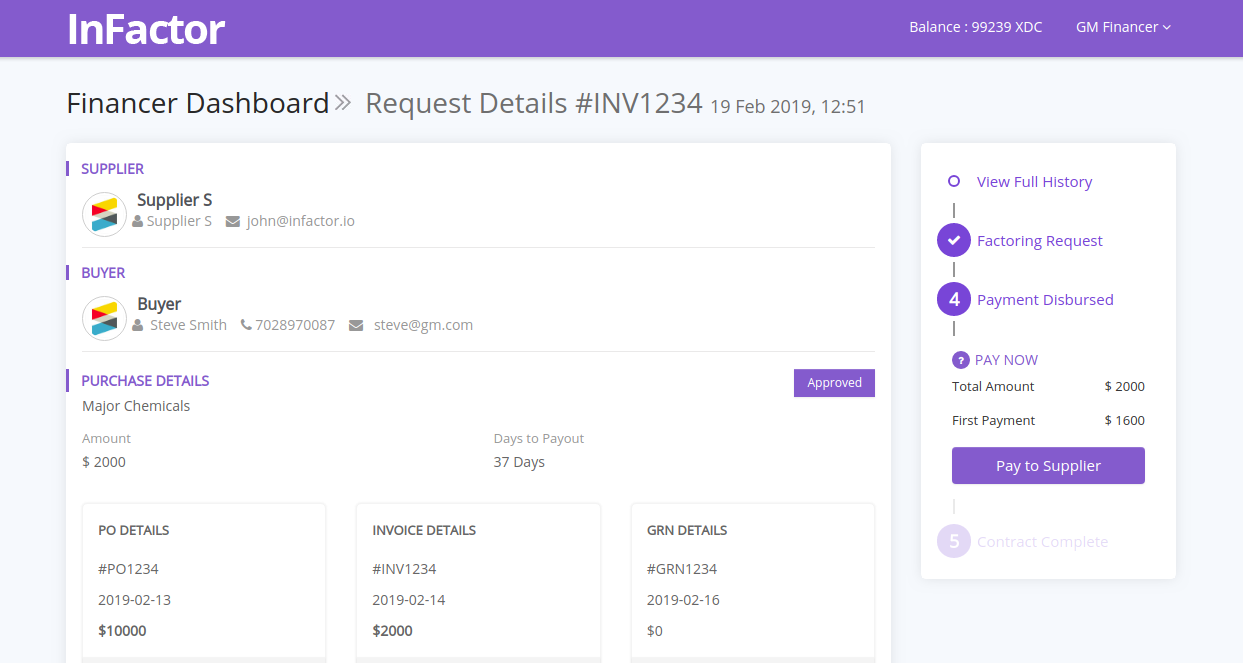 InFactor
Balance : 99239 XDC
GM Financer
Financer Dashboard Request Details #INV1234 19 Feb 2019, 12:51
SUPPLIER
Supplier S
Supplier S john@infactor.io
BUYER
Buyer
Steve Smith 7028970087 steve@gm.com
PURCHASE DETAILS
Approved
Major Chemicals
Amount
$ 2000
Days to Payout
37 Days
PO DETAILS
#PO1234
2019-02-13
$10000
INVOICE DETAILS
#INV1234
2019-02-14
$2000
GRN DETAILS
#GRN1234
2019-02-16
$0
View Full History
Factoring Request
4 Payment Disbursed
? PAY NOW
Total Amount $ 2000
First Payment $ 1600
Pay to Supplier
5 Contract Complete